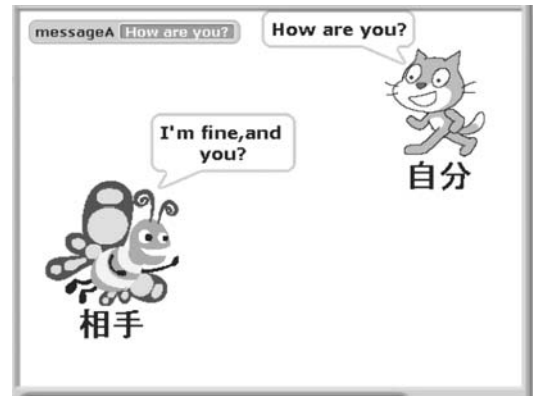 messageA How are you?
How are you?
自分
I'm fine,and
you?
相手